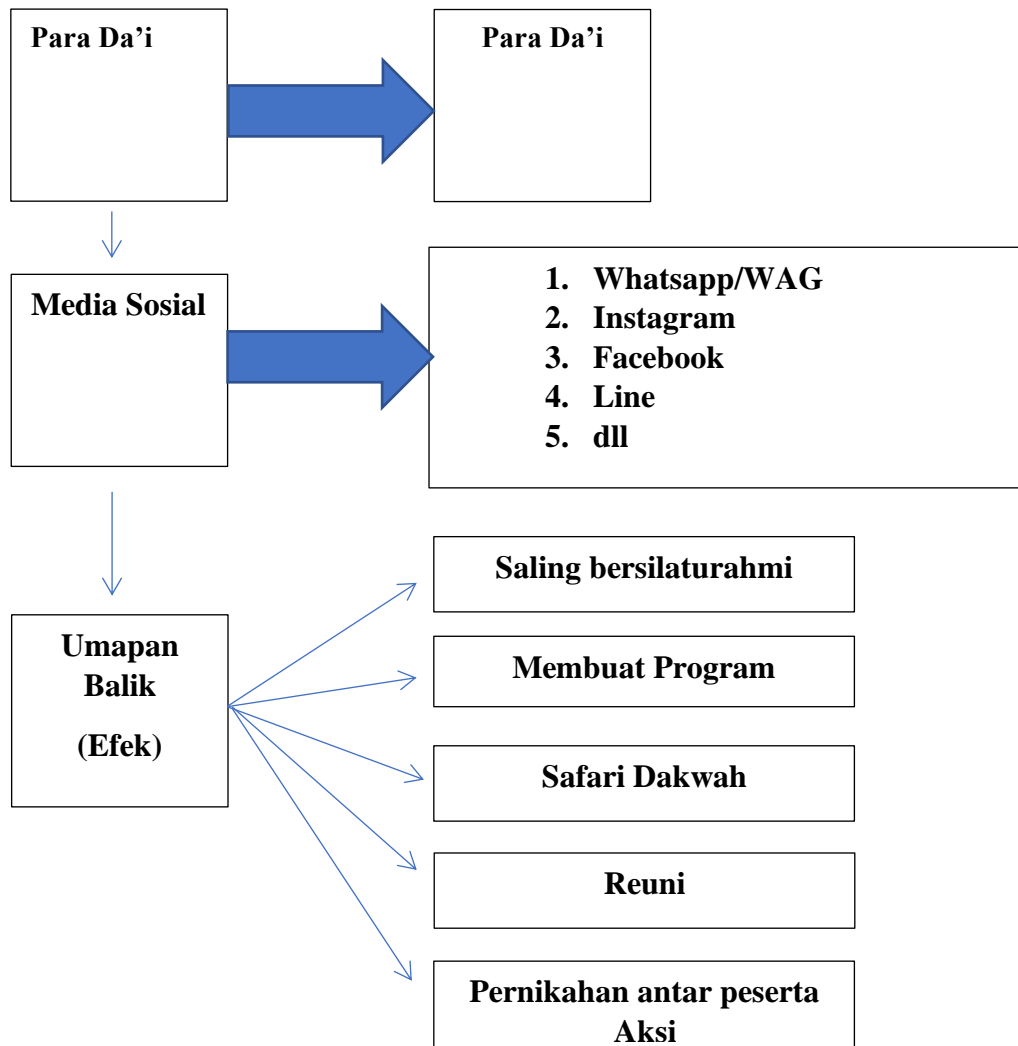 Para Da’i
Para Da’i
Media Sosial
1. Whatsapp/WAG
2. Instagram
3. Facebook
4. Line
5. dll
Umapan
Balik
(Efek)
Saling bersilaturahmi
Membuat Program
Safari Dakwah
Reuni
Pernikahan antar peserta
Aksi